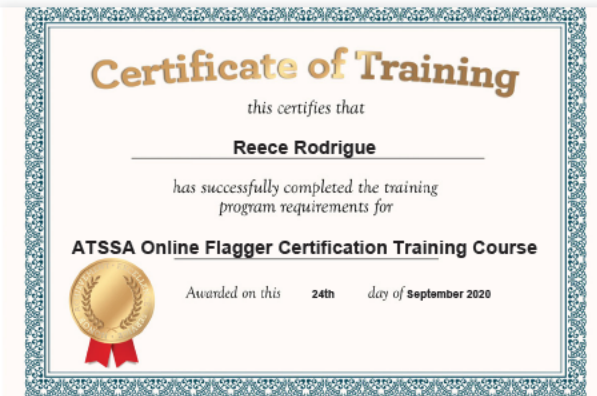 Certificate of Training
this certifies that
Reece Rodrigue
has successfully completed the training
program requirements for
ATSSA Online Flagger Certification Training Course
Awarded on this 24th day of September 2020